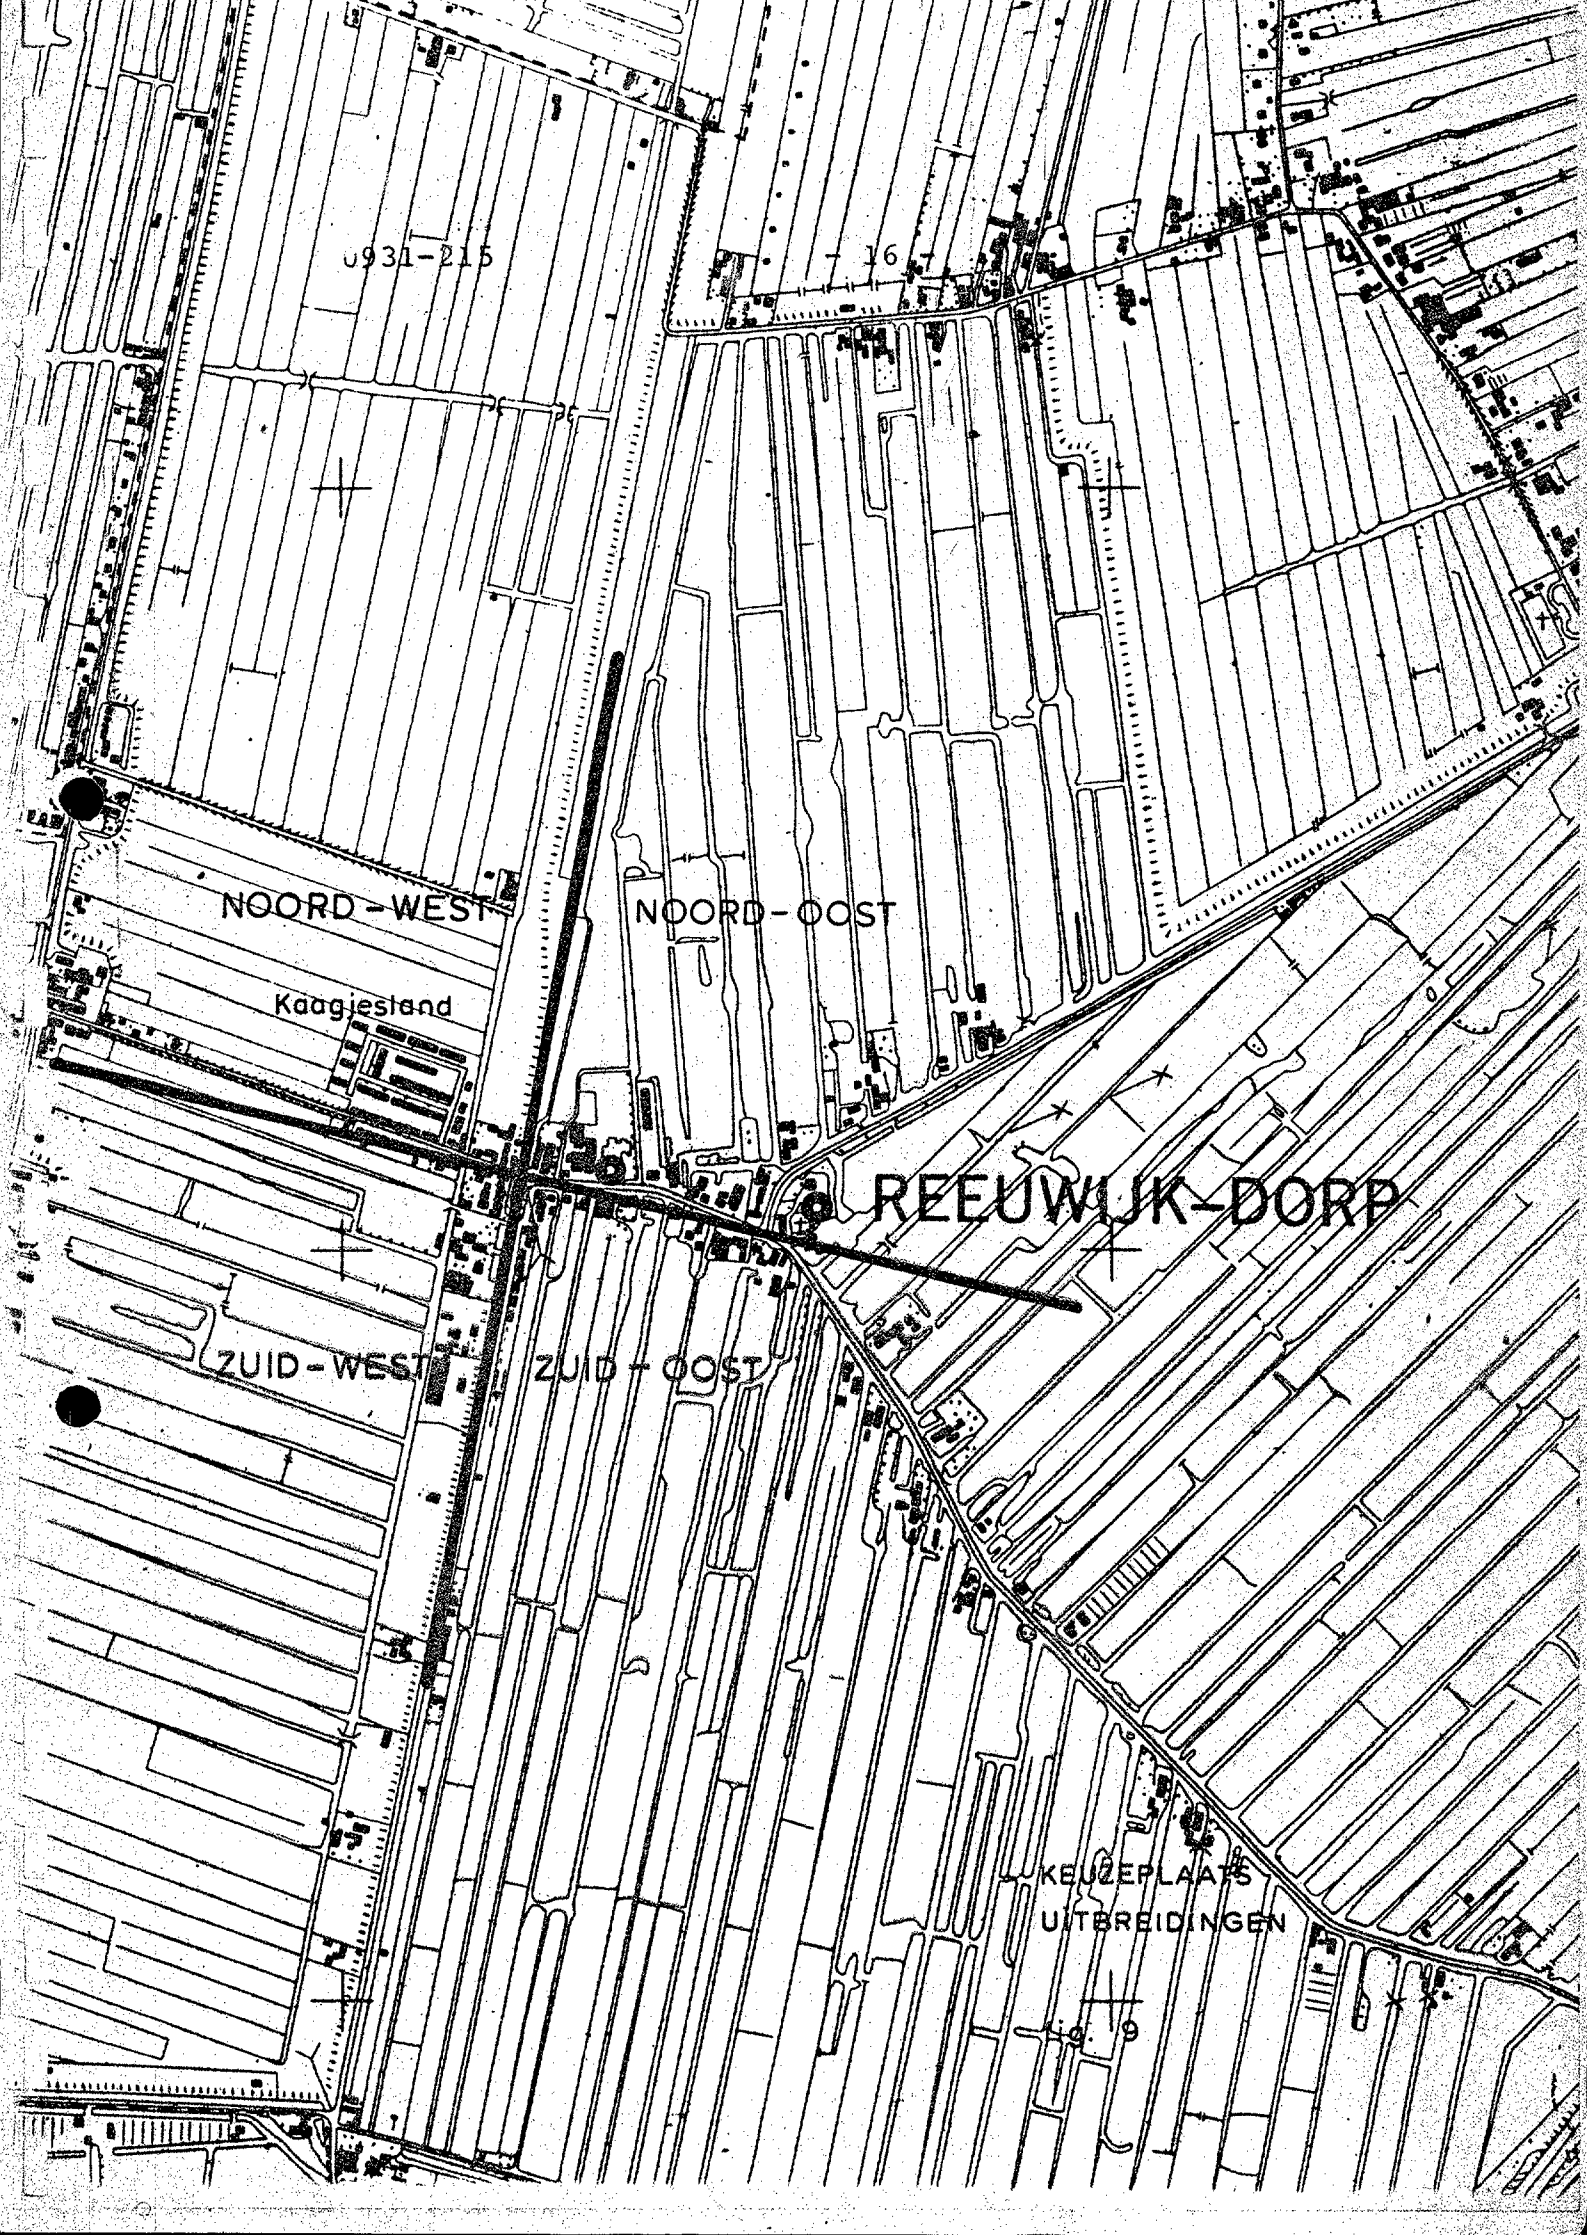 0931-215 - 16 -
NOORD-WEST NOORD-OOST
Kaagjesland
REEUWIJK-DORP
ZUID-WEST ZUID-OOST
KEUZEPLAATS
UITBREIDINGEN